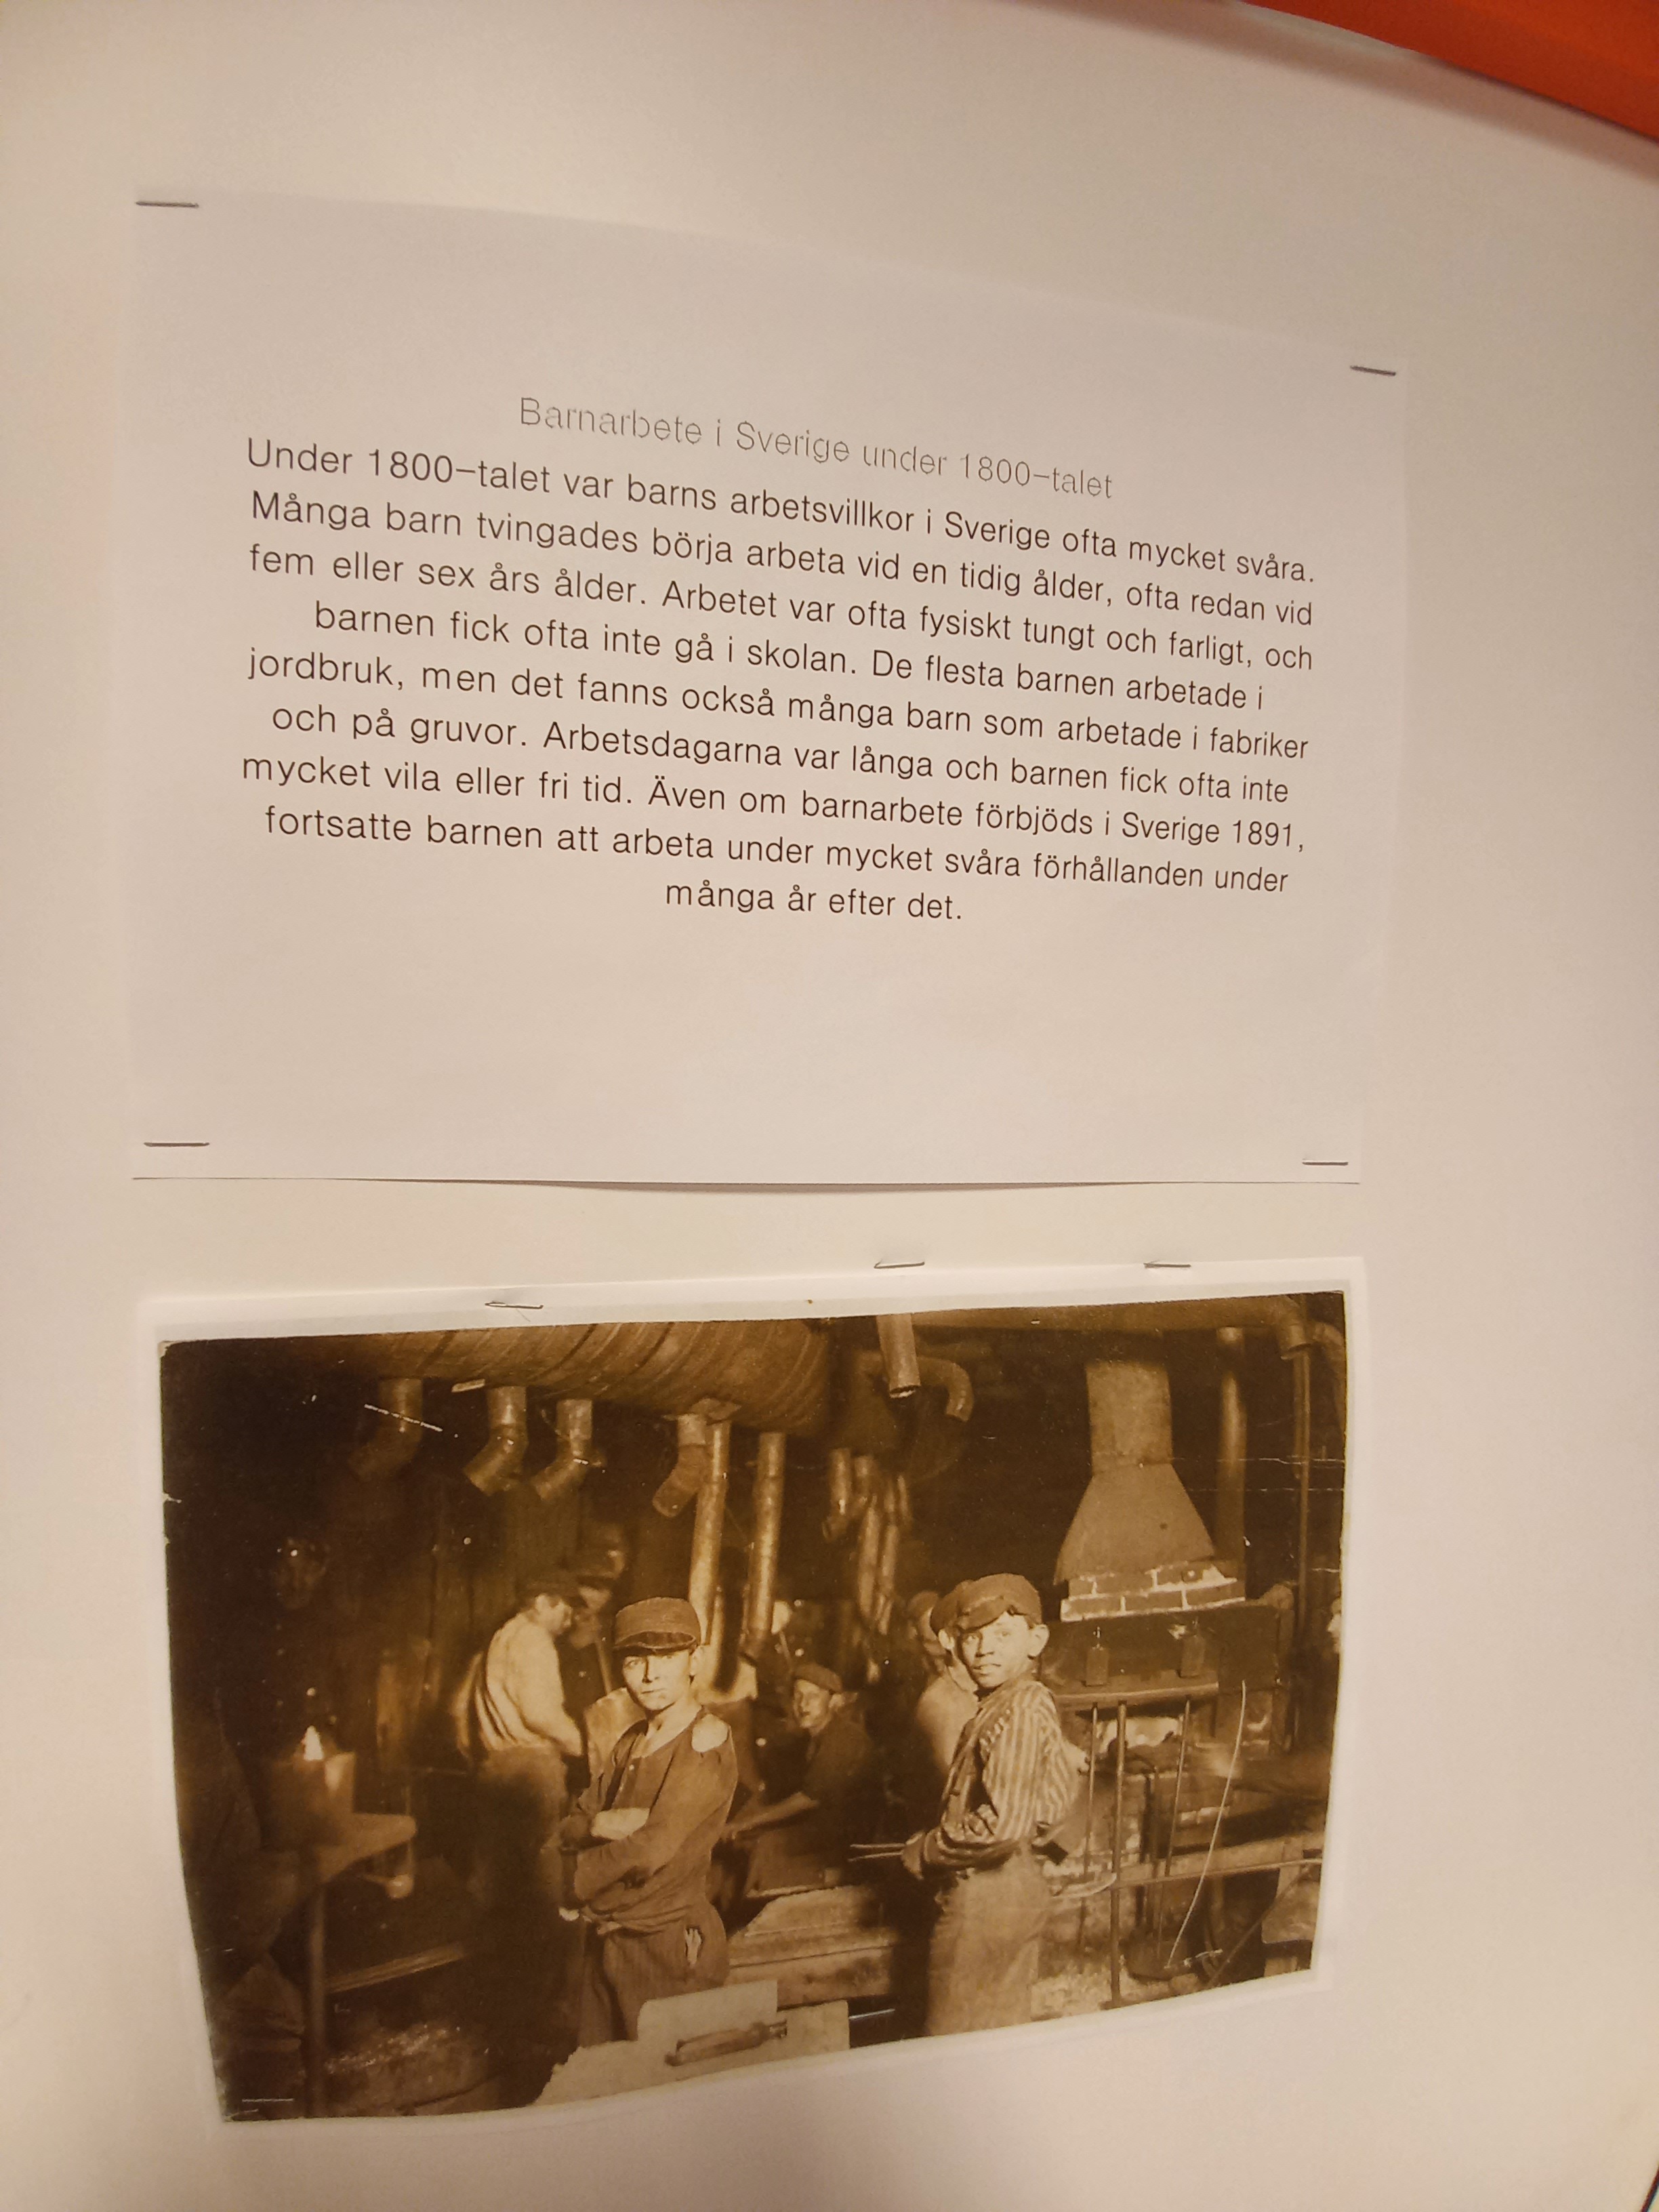 Barnarbete i Sverige under 1800-talet
Under 1800-talet var barns arbetsvillkor i Sverige ofta mycket svåra.
Många barn tvingades börja arbeta vid en tidig ålder, ofta redan vid
fem eller sex års ålder. Arbetet var ofta fysiskt tungt och farligt, och
barnen fick ofta inte gå i skolan. De flesta barnen arbetade i
jordbruk, men det fanns också många barn som arbetade i fabriker
och på gruvor. Arbetsdagarna var långa och barnen fick ofta inte
mycket vila eller fri tid. Även om barnarbete förbjöds i Sverige 1891,
fortsatte barnen att arbeta under mycket svåra förhållanden under
många år efter det.